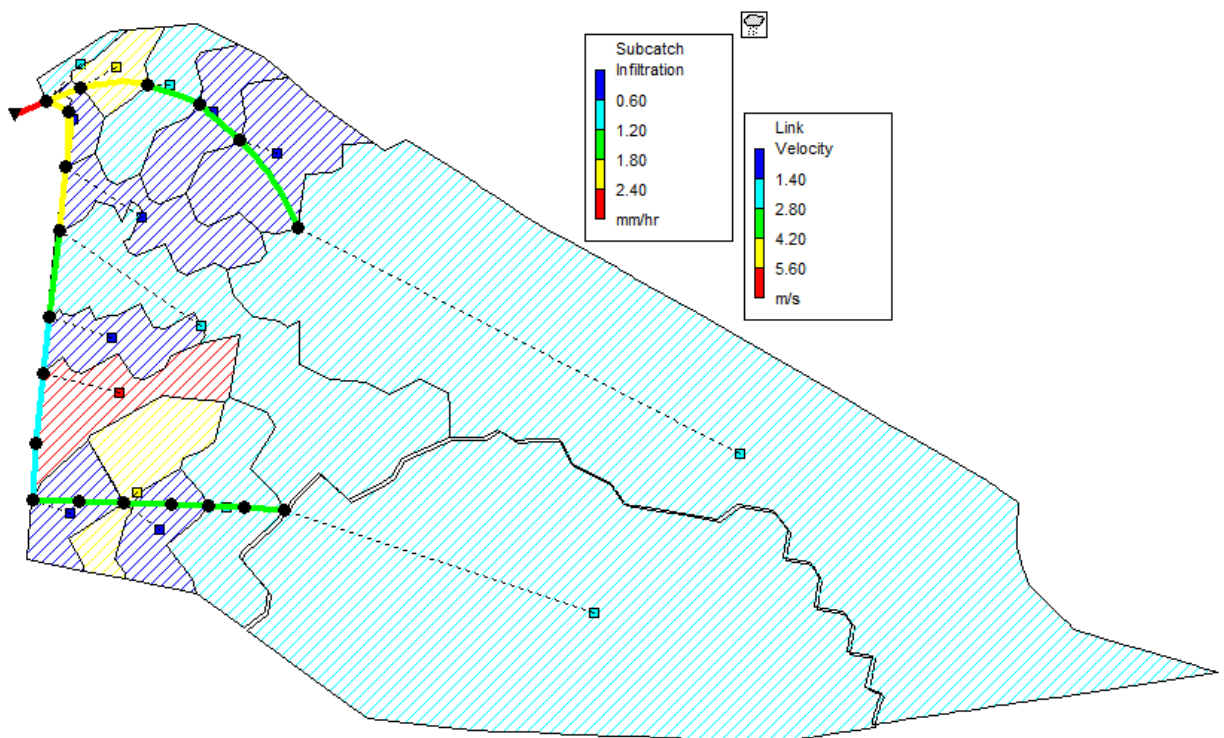 Subcatch
Infiltration
0.60
1.20
1.80
2.40
mm/hr
Link
Velocity
1.40
2.80
4.20
5.60
m/s